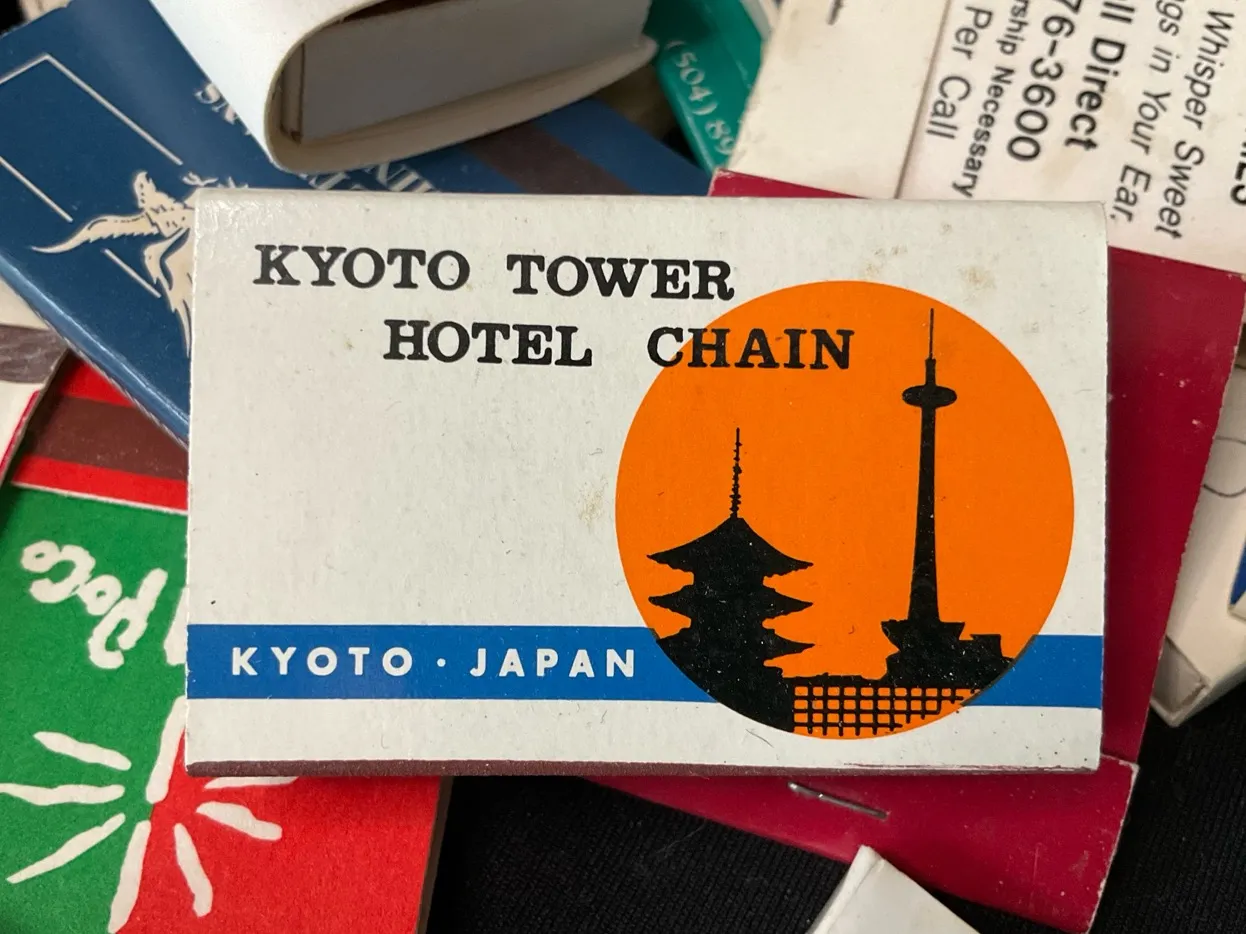 KYOTO TOWER
HOTEL CHAIN
KYOTO · JAPAN
(504) 89
Whisper Sweet
gs in Your Ear,
ll Direct
76-3600
rship Necessary
Per Call
PoCo